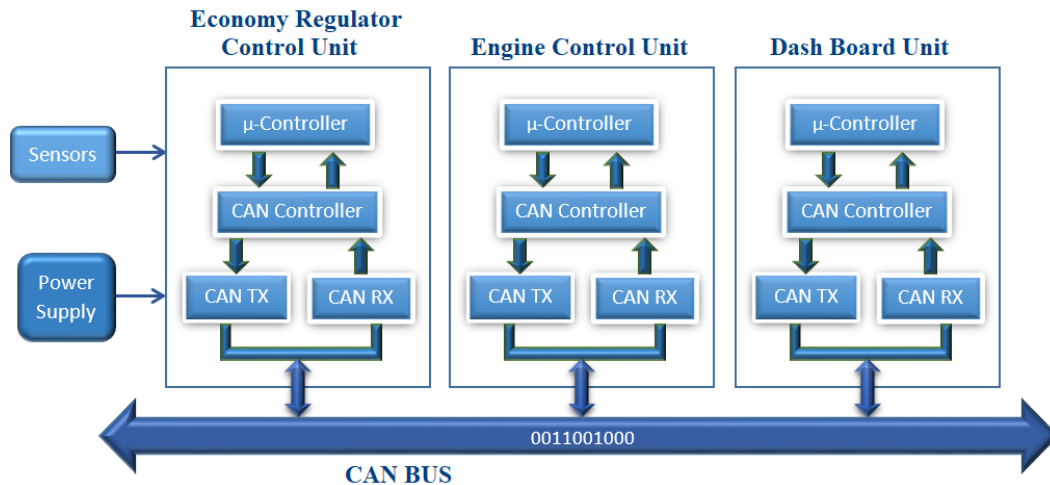 Economy Regulator
Control Unit
Engine Control Unit
Dash Board Unit
Sensors
Power
Supply
µ-Controller
CAN Controller
CAN TX
CAN RX
µ-Controller
CAN Controller
CAN TX
CAN RX
µ-Controller
CAN Controller
CAN TX
CAN RX
0011001000
CAN BUS